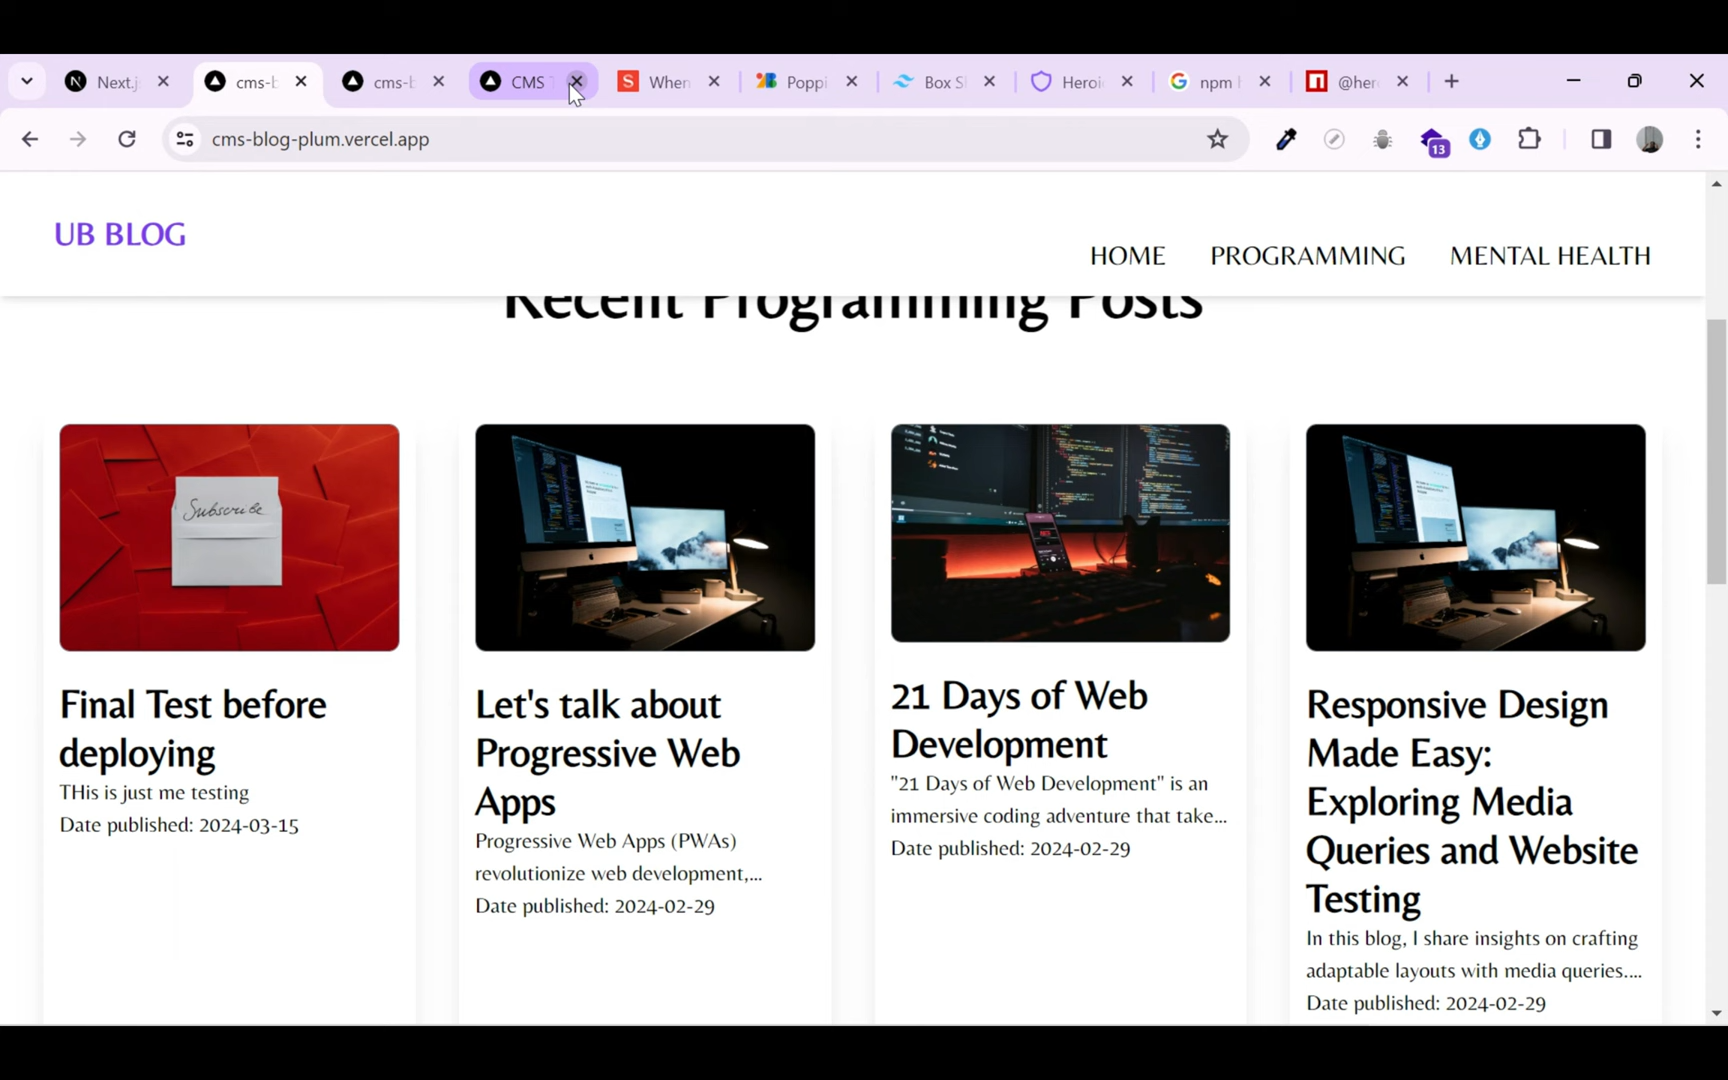 Next.j
cms-b
cms-b
CMS T
When
Poppi
Box S
Heroic
npm h
@her
cms-blog-plum.vercel.app
13
UB BLOG
HOME PROGRAMMING MENTAL HEALTH
Recent Programming Posts
Subscribe
Final Test before
deploying
THis is just me testing
Date published: 2024-03-15
Let's talk about
Progressive Web
Apps
Progressive Web Apps (PWAs)
revolutionize web development,...
Date published: 2024-02-29
21 Days of Web
Development
"21 Days of Web Development" is an
immersive coding adventure that take...
Date published: 2024-02-29
Responsive Design
Made Easy:
Exploring Media
Queries and Website
Testing
In this blog, I share insights on crafting
adaptable layouts with media queries....
Date published: 2024-02-29